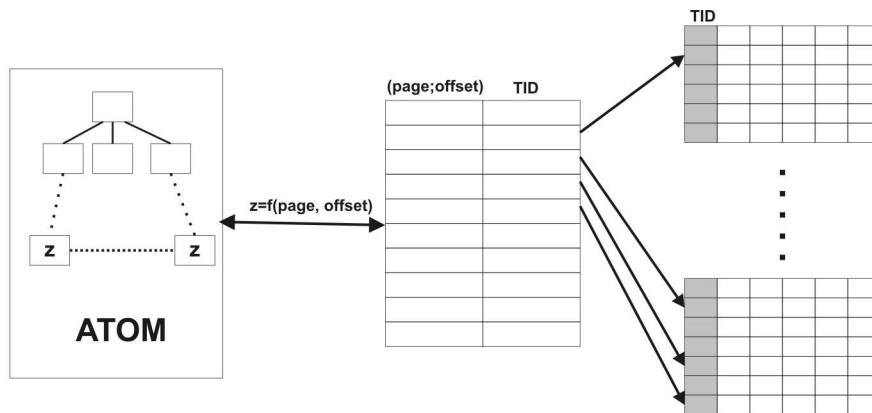 TID
(page;offset) TID
z=f(page, offset)
z z
ATOM